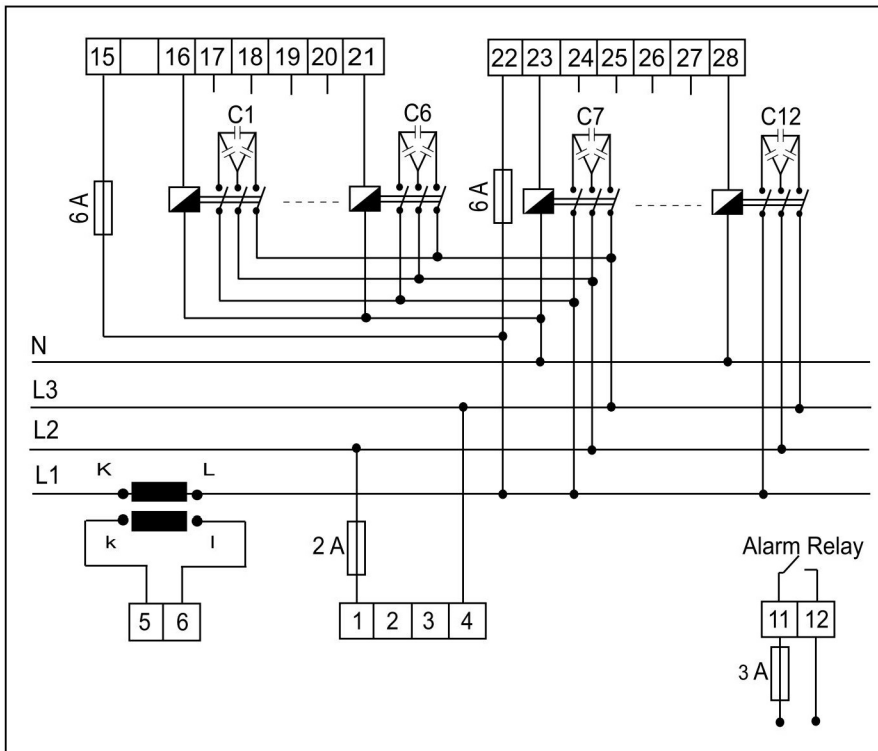 15 16 17 18 19 20 21
22 23 24 25 26 27 28
C1 C6 C7 C12
6 A 6 A
N
L3
L2
L1
K L
k l
2 A
5 6
1 2 3 4
Alarm Relay
11 12
3 A